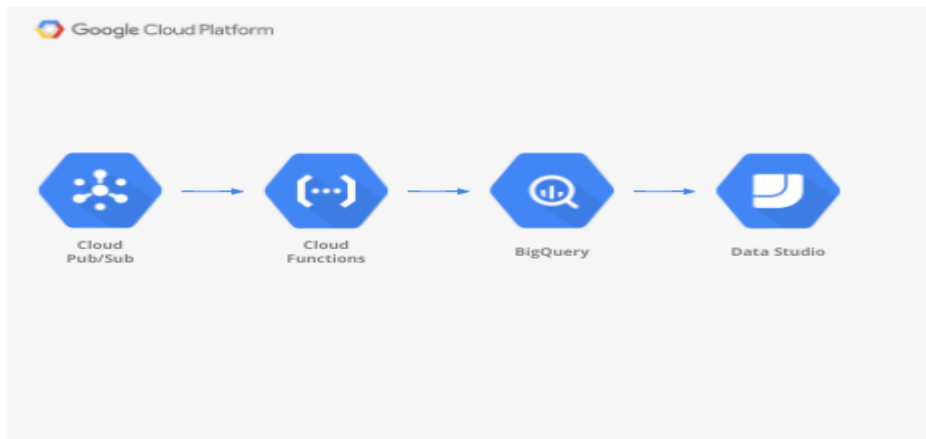 Google Cloud Platform
Cloud
Pub/Sub
Cloud
Functions
BigQuery
Data Studio